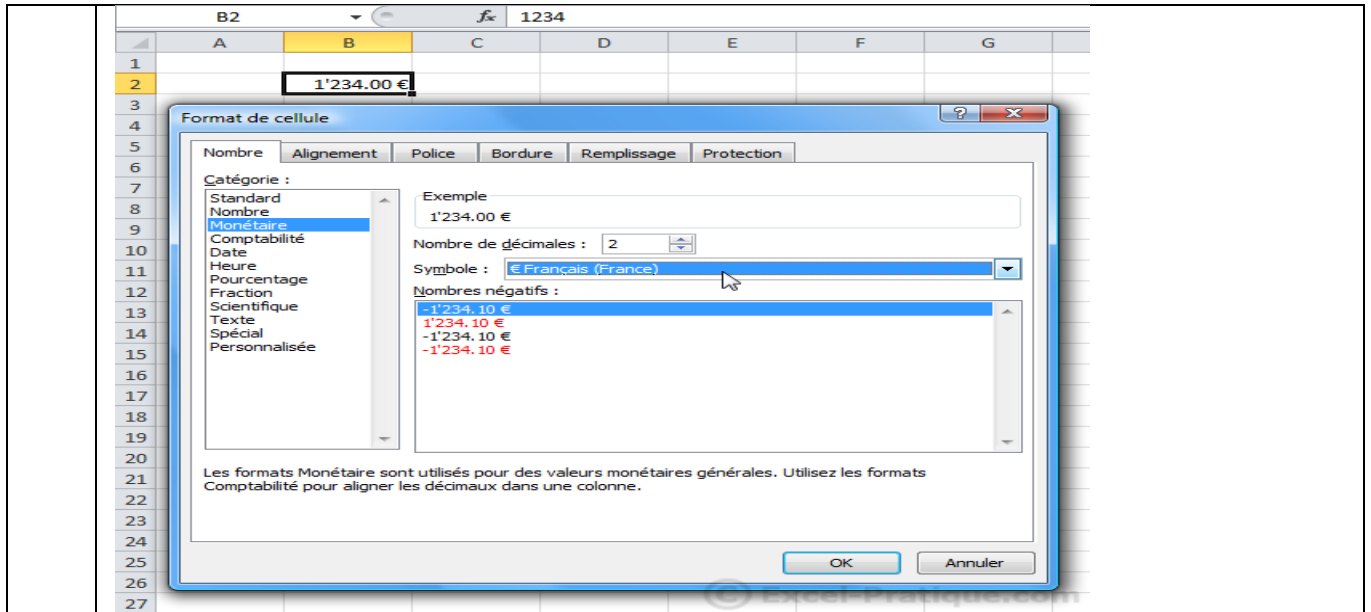 B2 fx 1234
A B C D E F G
1
2 1'234.00 €
3
4 Format de cellule ?
5 Nombre Alignement Police Bordure Remplissage Protection
6
7 Catégorie :
8 Standard Exemple
Nombre 1'234.00 €
9 Monétaire
10 Comptabilité Nombre de décimales : 2
Date
11 Heure Symbole : € Français (France)
Pourcentage
12 Fraction Nombres négatifs :
13 Scientifique -1'234.10 €
Texte 1'234.10 €
14 Spécial -1'234.10 €
15 Personnalisée -1'234.10 €
16
17
18
19
20
21 Les formats Monétaire sont utilisés pour des valeurs monétaires générales. Utilisez les formats
22 Comptabilité pour aligner les décimaux dans une colonne.
23
24
25 OK Annuler
26 © Excel-Pratique.com
27